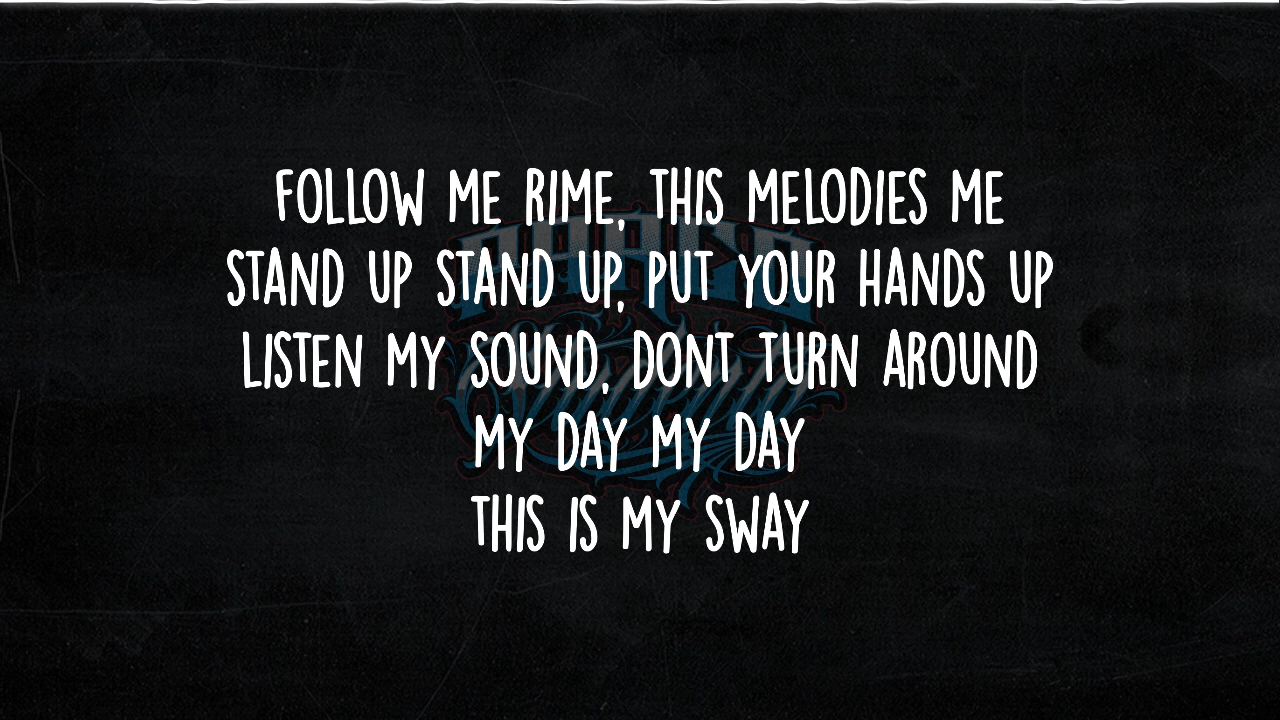 FOLLOW ME RIME, THIS MELODIES ME
STAND UP STAND UP, PUT YOUR HANDS UP
LISTEN MY SOUND, DONT TURN AROUND
MY DAY MY DAY
THIS IS MY SWAY